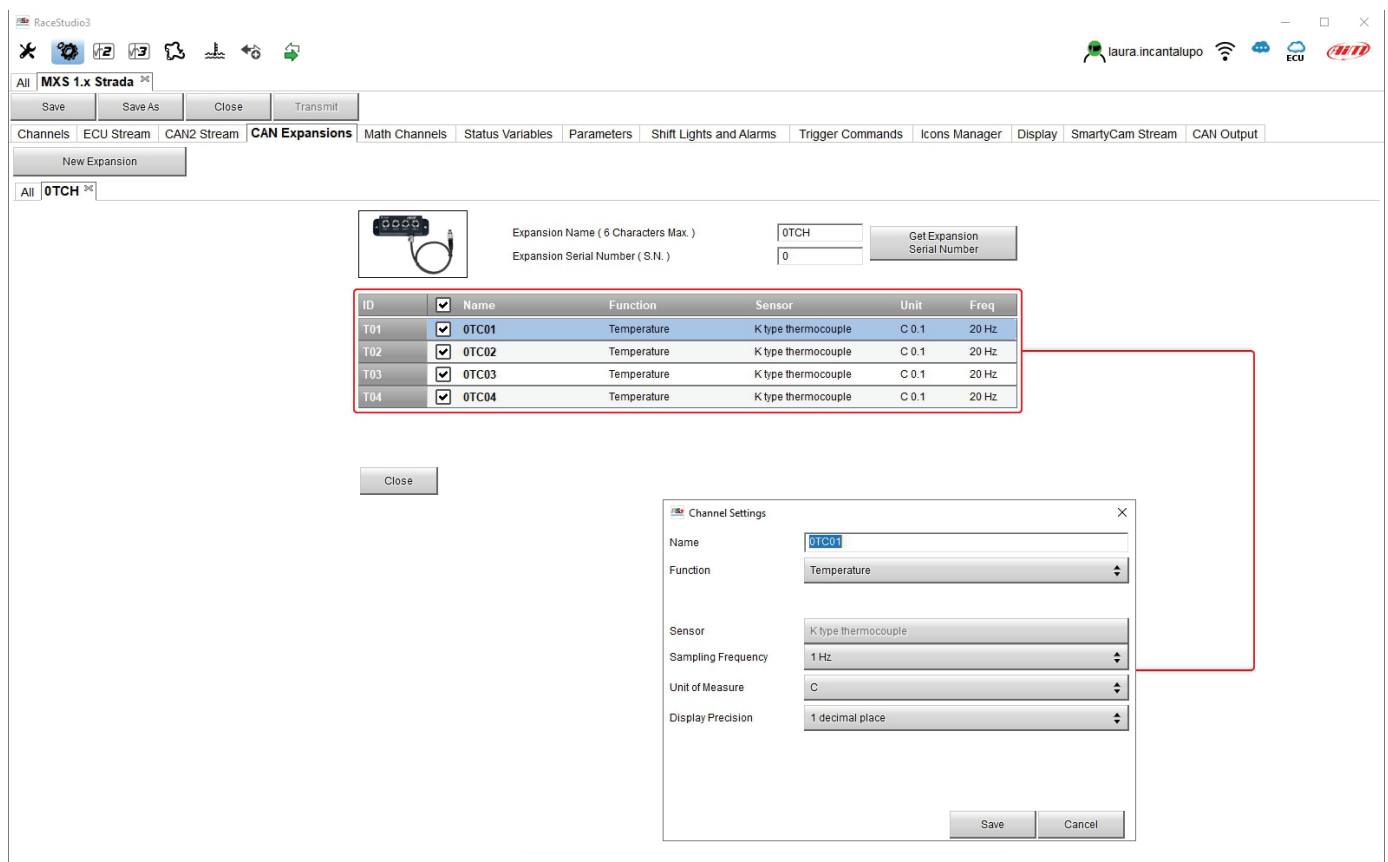 RaceStudio3
laura.incantalupo
ECU
AiM
All MXS 1.x Strada
Save Save As Close Transmit
Channels ECU Stream CAN2 Stream CAN Expansions Math Channels Status Variables Parameters Shift Lights and Alarms Trigger Commands Icons Manager Display SmartyCam Stream CAN Output
New Expansion
All 0TCH
Expansion Name ( 6 Characters Max. ) 0TCH
Get Expansion
Serial Number
Expansion Serial Number ( S.N. ) 0
ID Name Function Sensor Unit Freq
T01 0TC01 Temperature K type thermocouple C 0.1 20 Hz
T02 0TC02 Temperature K type thermocouple C 0.1 20 Hz
T03 0TC03 Temperature K type thermocouple C 0.1 20 Hz
T04 0TC04 Temperature K type thermocouple C 0.1 20 Hz
Close
Channel Settings
Name 0TC01
Function Temperature
Sensor K type thermocouple
Sampling Frequency 1 Hz
Unit of Measure C
Display Precision 1 decimal place
Save Cancel